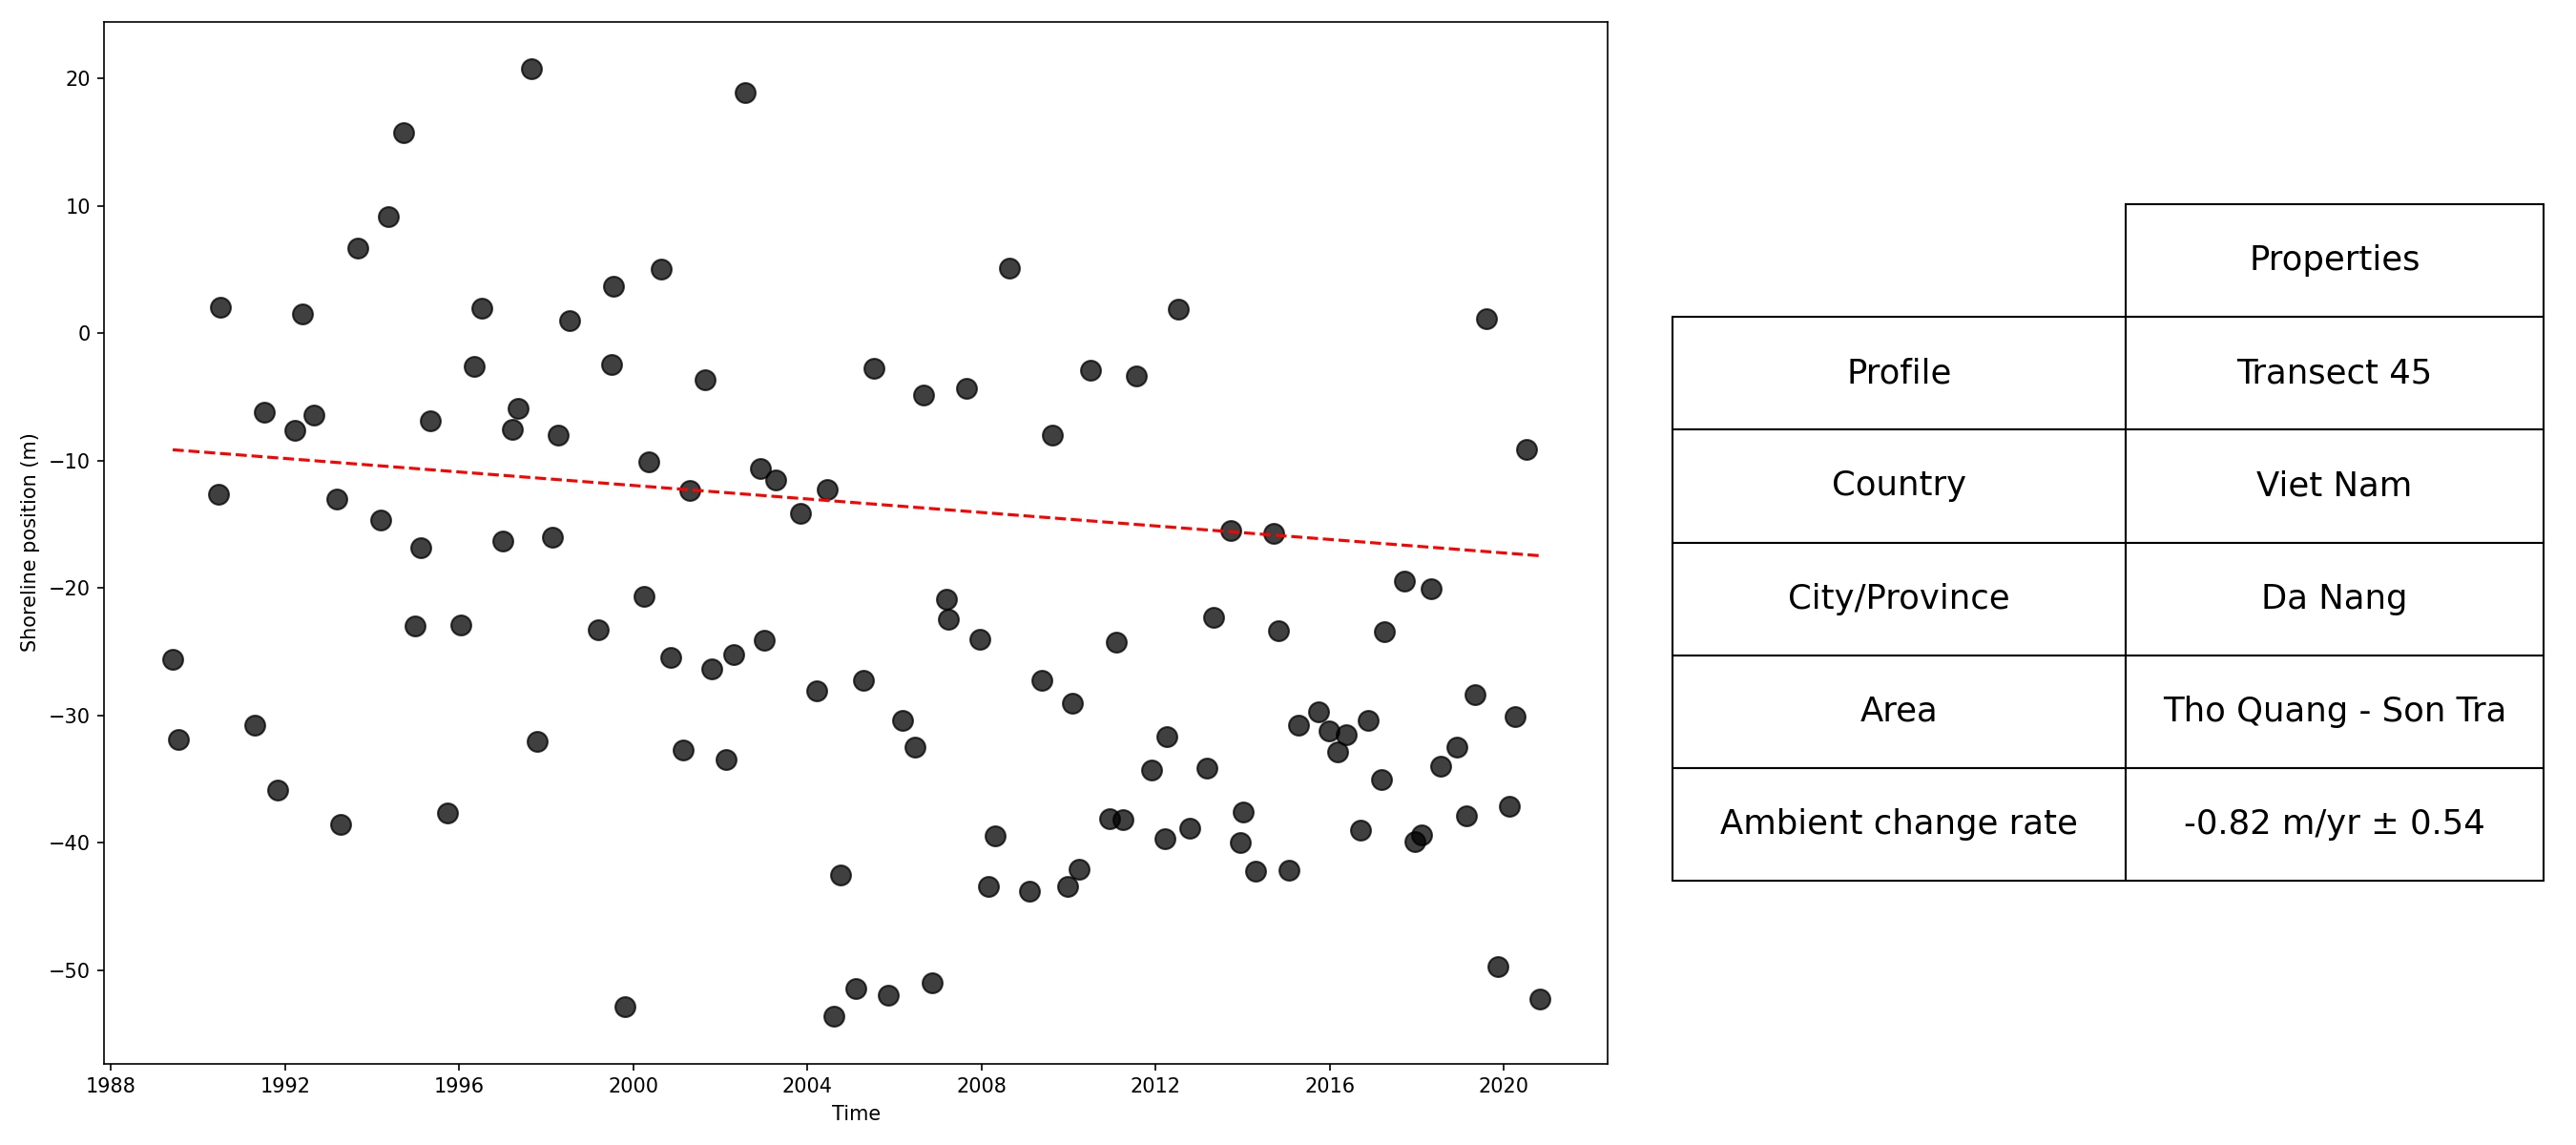 20
10
0
−10
−20
−30
−40
−50
Shoreline position (m)
1988 1992 1996 2000 2004 2008 2012 2016 2020
Time
Properties
Profile Transect 45
Country Viet Nam
City/Province Da Nang
Area Tho Quang - Son Tra
Ambient change rate -0.82 m/yr ± 0.54